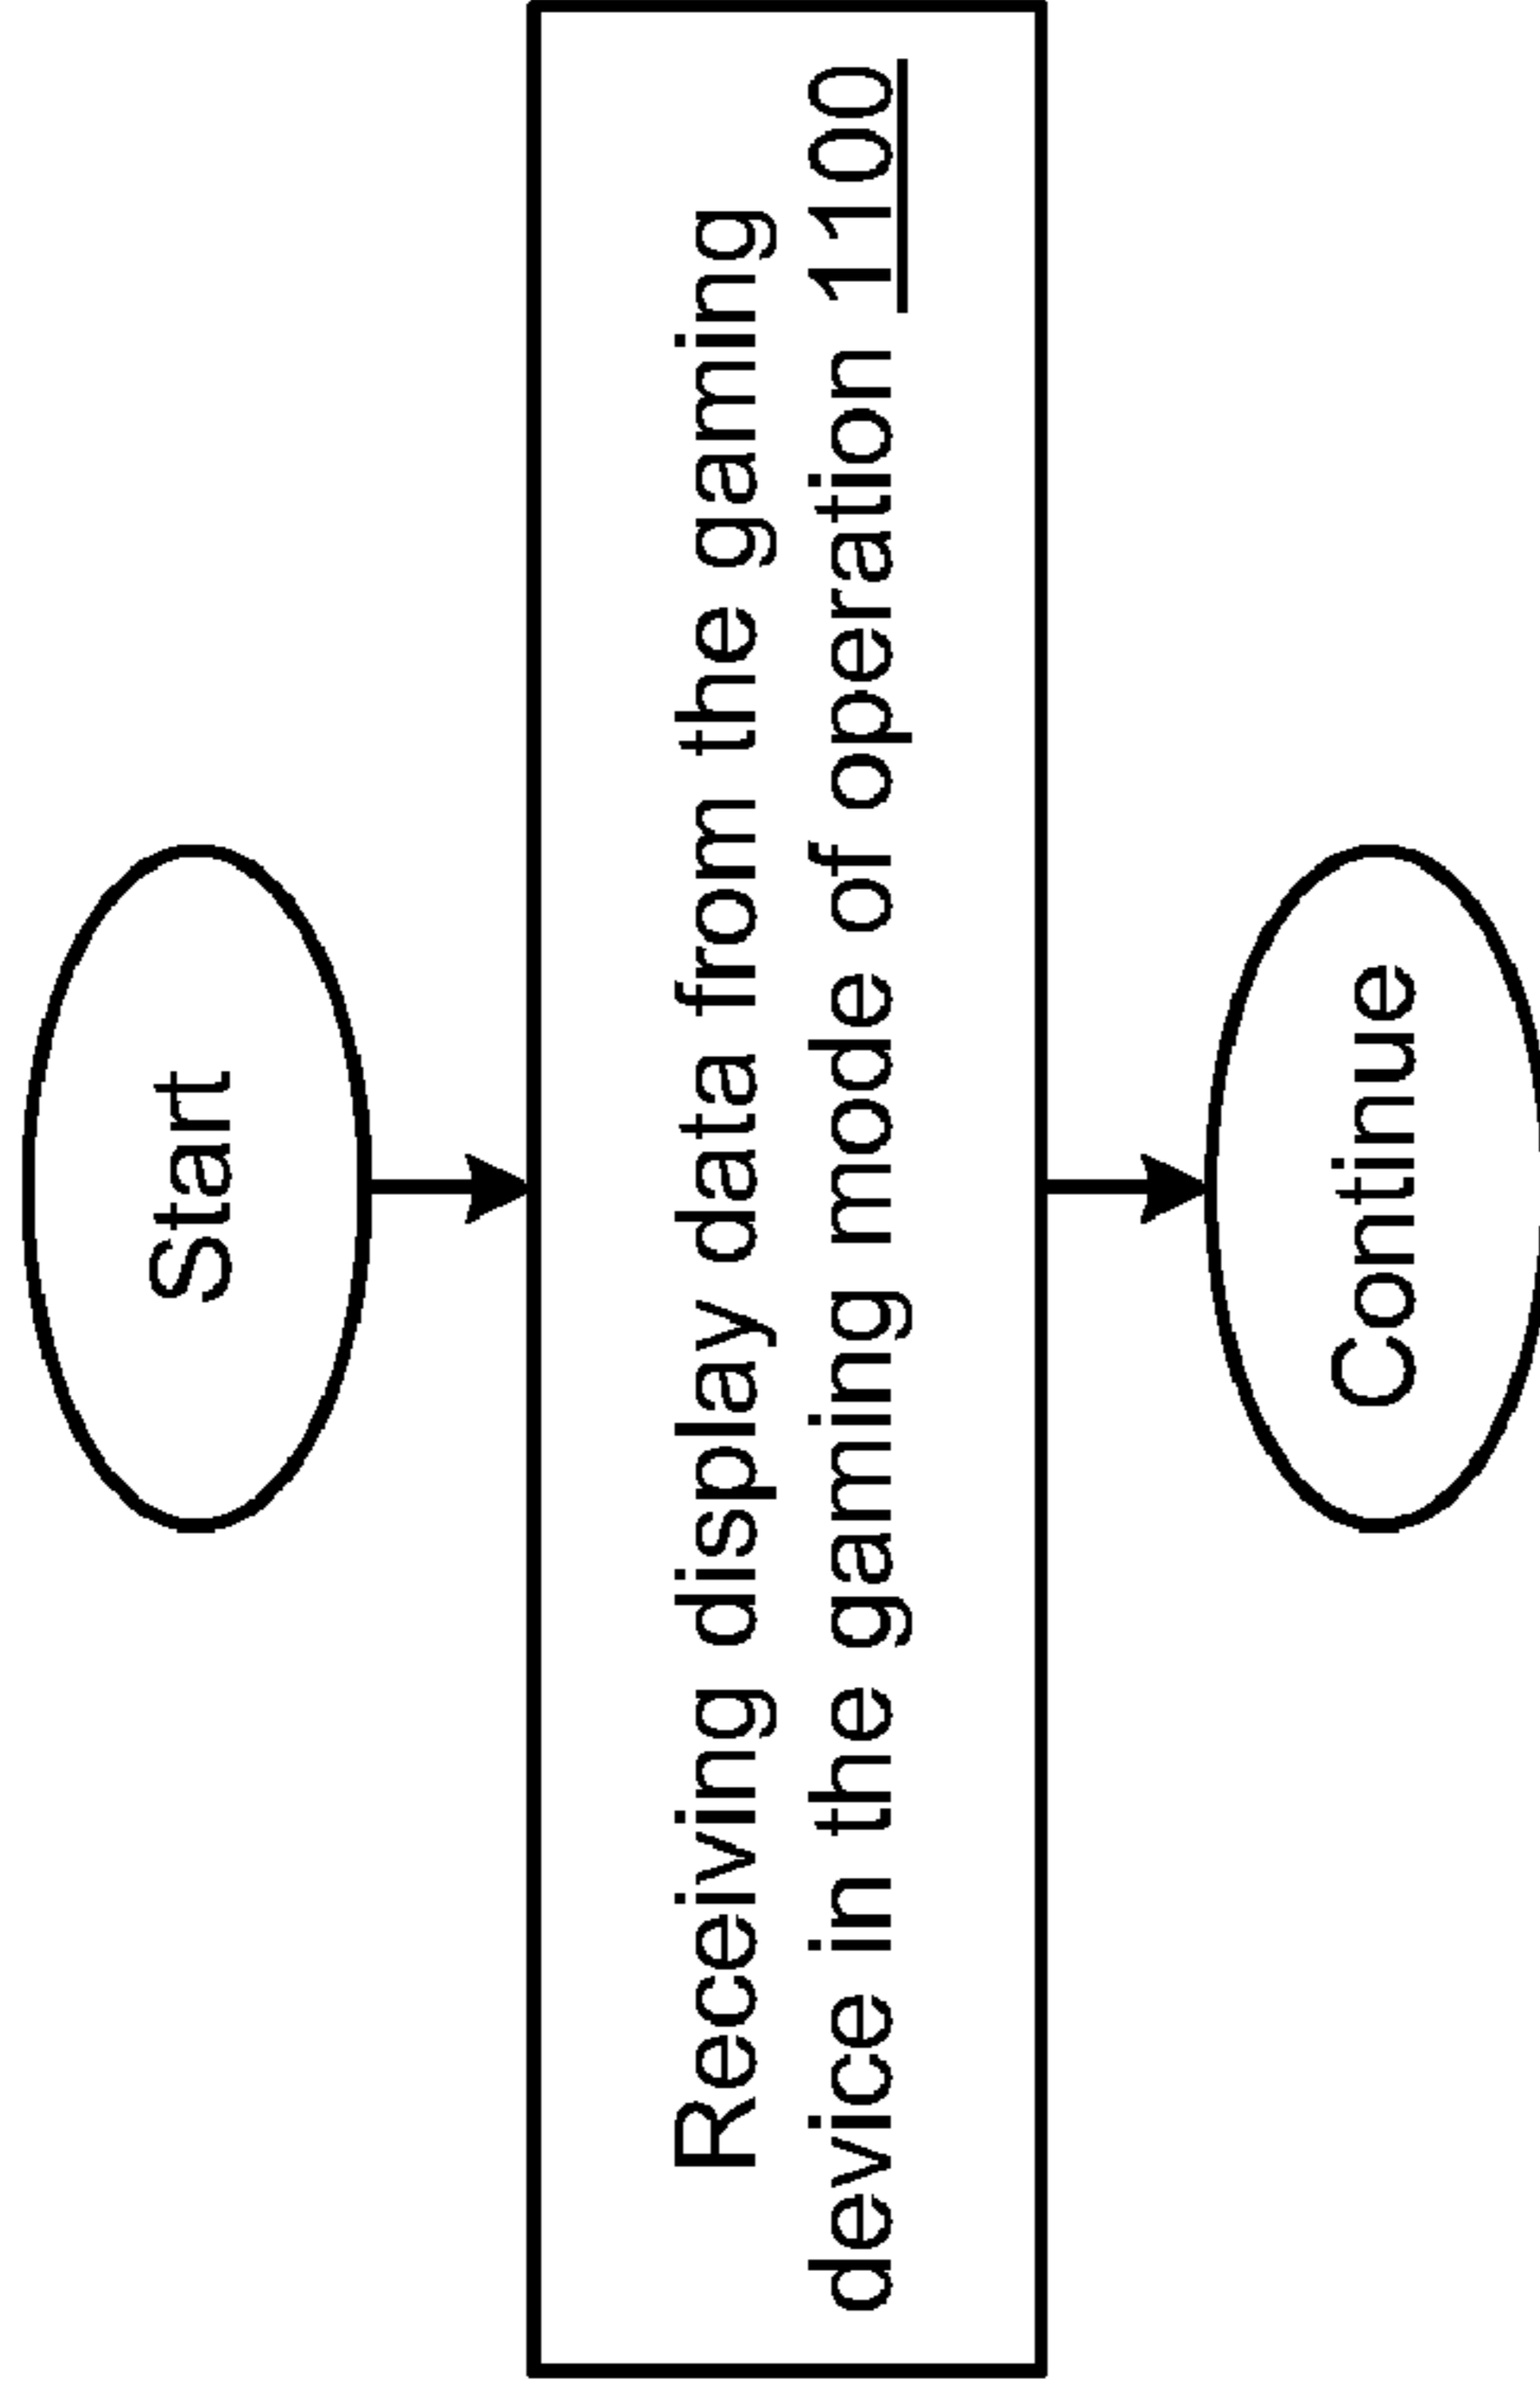 Start
Receiving display data from the gaming
device in the gaming mode of operation 1100
Continue